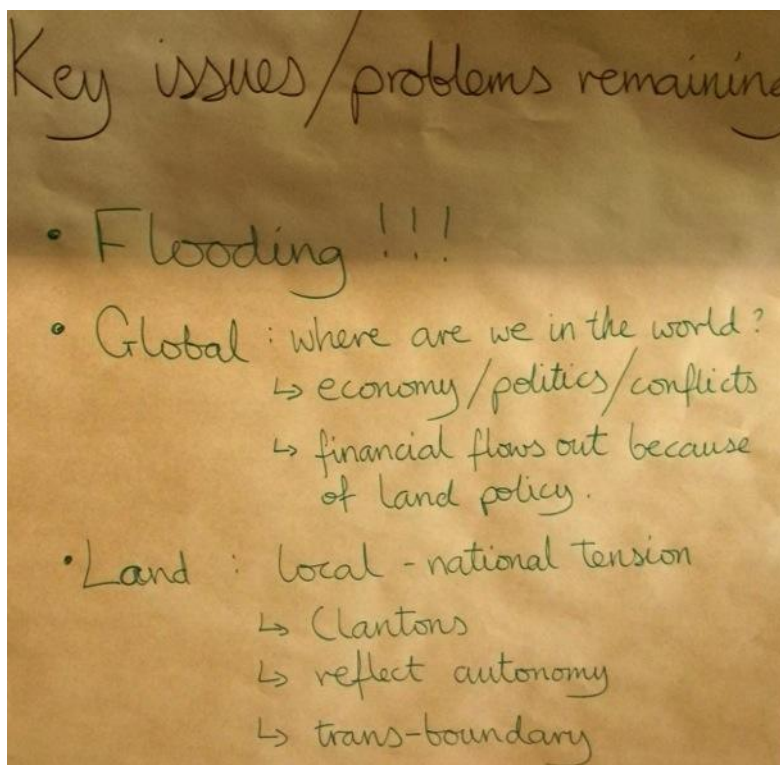 Key issues/problems remaining
• Flooding !!!
• Global : where are we in the world?
↳ economy/politics/conflicts
↳ financial flows out because
of land policy.
• Land : local - national tension
↳ Clantons
↳ reflect autonomy
↳ trans-boundary